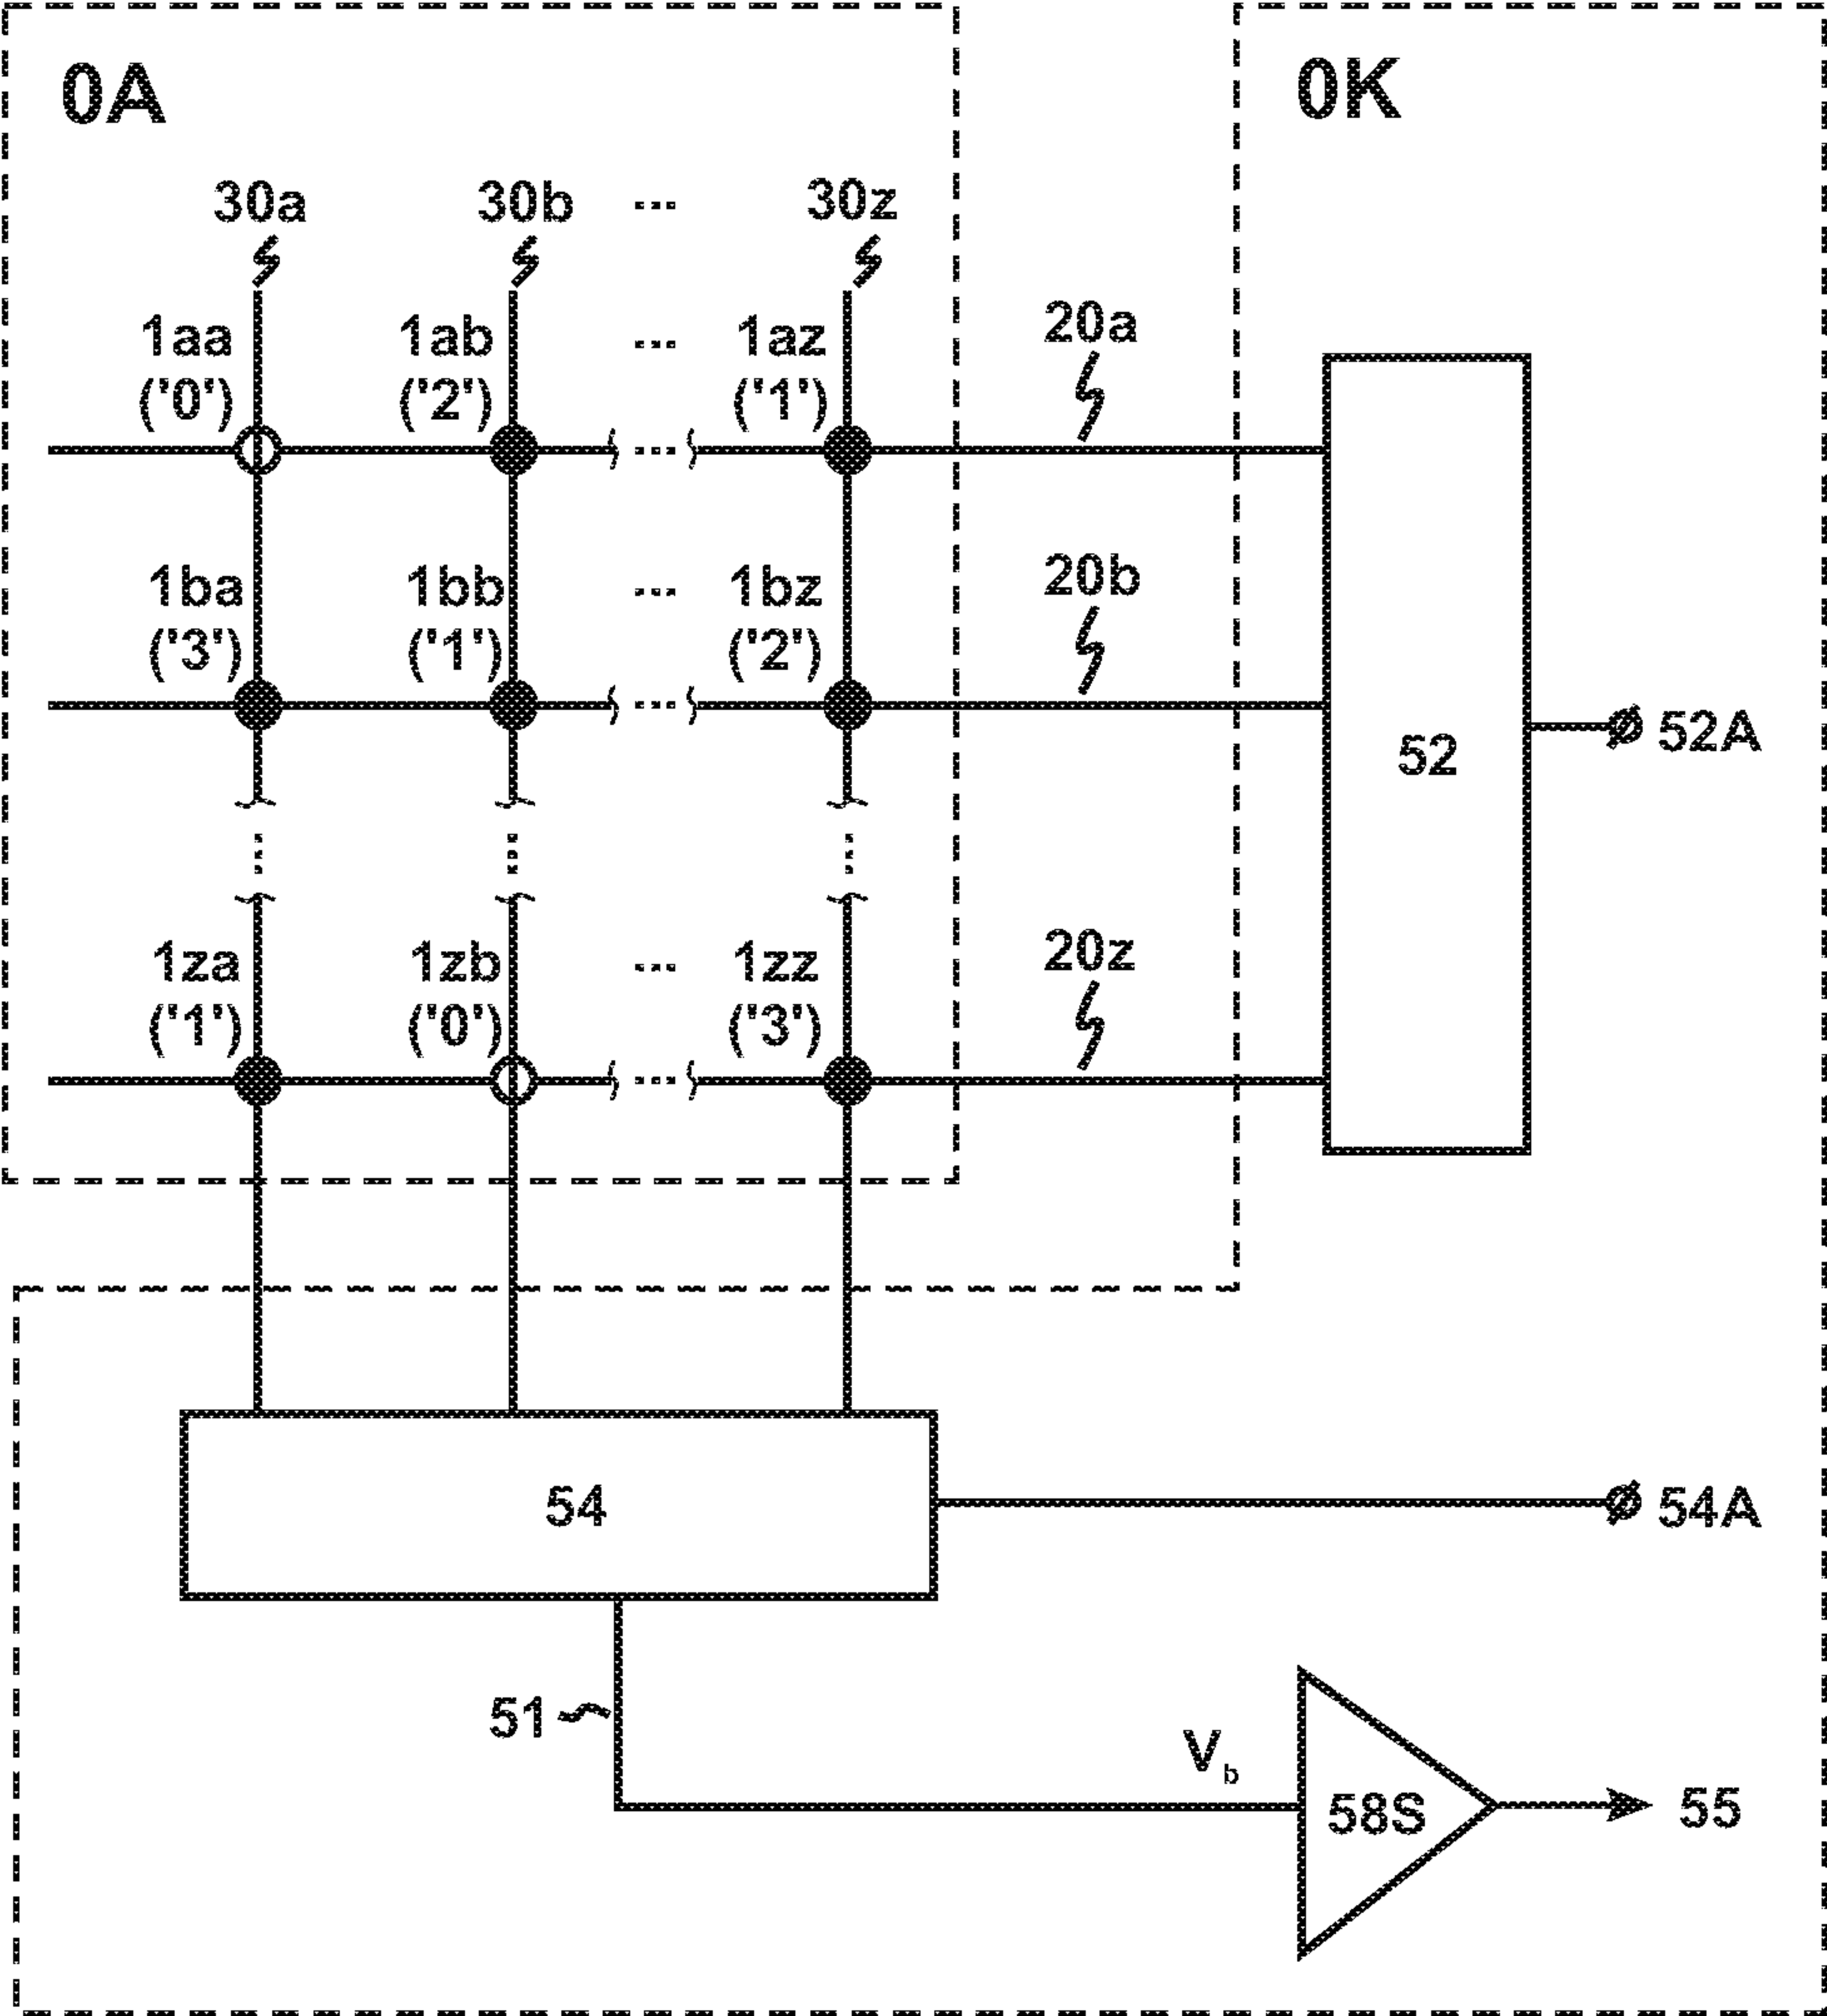 0A
0K
30a 30b ... 30z
1aa 1ab ... 1az 20a
('0') ('2') ('1')
...
1ba 1bb ... 1bz 20b
('3') ('1') ('2')
...
52 52A
... ... ...
1za 1zb ... 1zz 20z
('1') ('0') ('3')
...
54 54A
51
Vb
58S 55